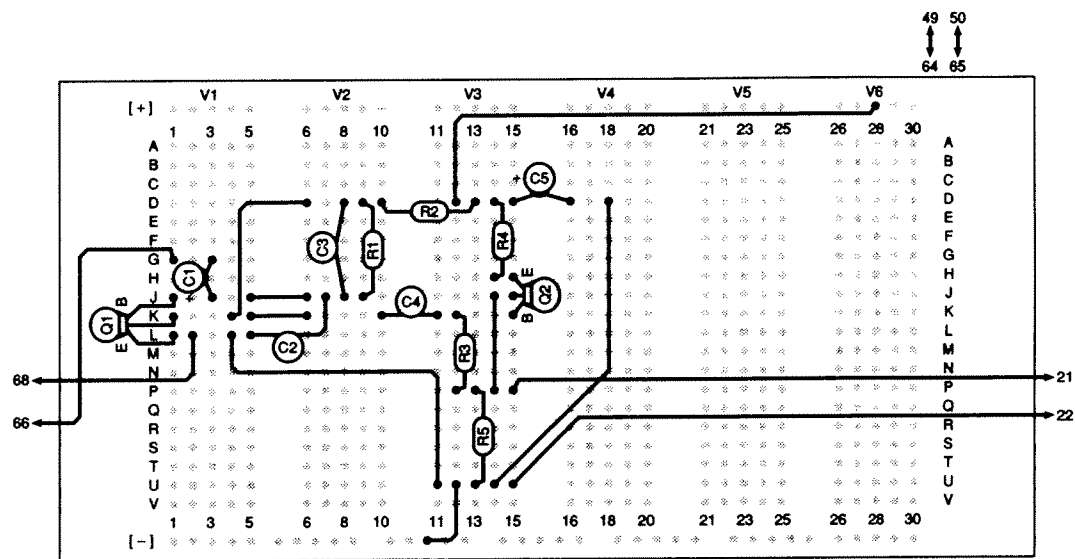 49 50
64 65
[+] V1 V2 V3 V4 V5 V6
1 3 5 6 8 10 11 13 15 16 18 20 21 23 25 26 28 30
A A
B B
C + C5 C
D D
R2
E E
F C3 R1 R4 F
G G
H C1 E H
J B + C4 Q2 J
K Q1 B K
L E L
M C2 R3 M
N N
68 21
P P
Q Q
66 22
R R5 R
S S
T T
U U
V V
1 3 5 6 8 10 11 13 15 16 18 20 21 23 25 26 28 30
[-]